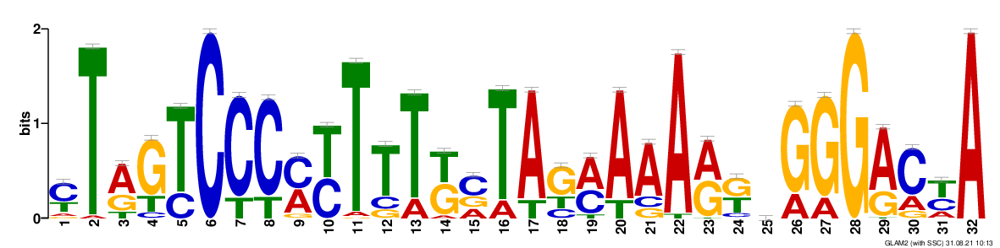 2
bits
1
0
C T A G T C C C C T T T T T C T T A G A A A A A G G G G A C T A
T G T C T T A C C G G A A T C C T C G T A A G A C
A T C A A T T A G A
1 2 3 4 5 6 7 8 9 10 11 12 13 14 15 16 17 18 19 20 21 22 23 24 25 26 27 28 29 30 31 32
GLAM2 (with SSC) 31.08.21 10:13